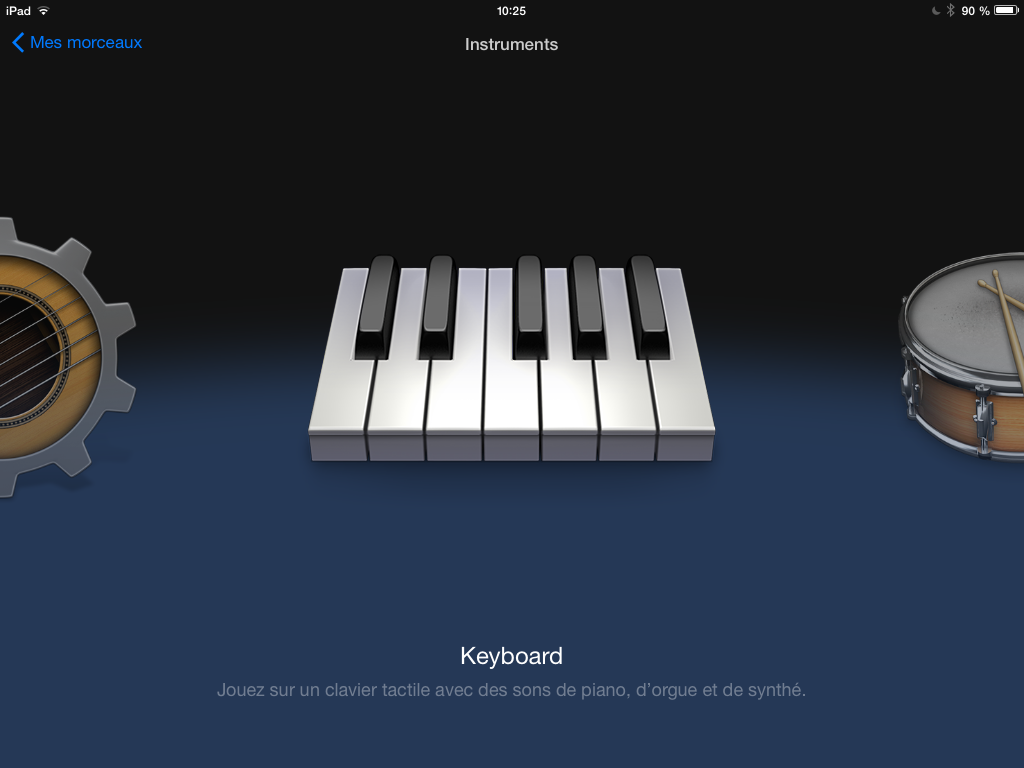 iPad
10:25
90 %
Mes morceaux
Instruments
Keyboard
Jouez sur un clavier tactile avec des sons de piano, d’orgue et de synthé.